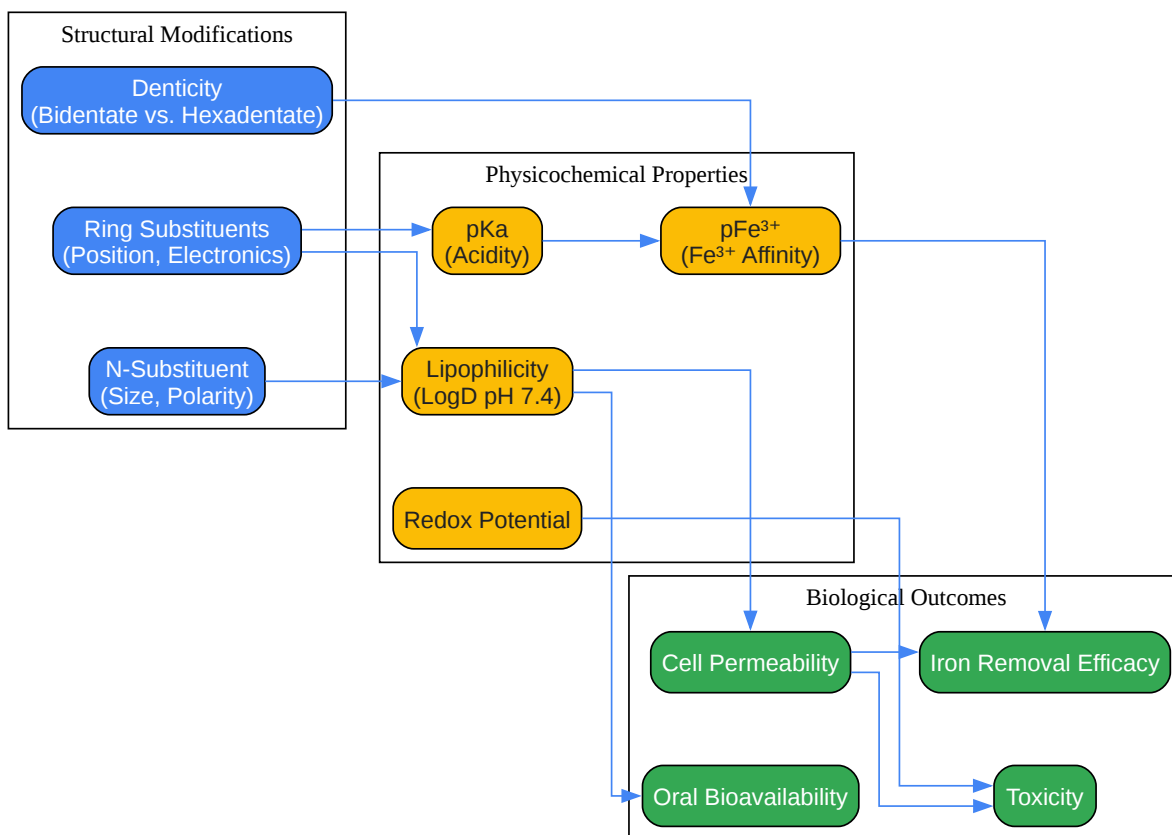 Structural Modifications
Denticity
(Bidentate vs. Hexadentate)
Ring Substituents
(Position, Electronics)
N-Substituent
(Size, Polarity)
Physicochemical Properties
pKa
(Acidity)
pFe³⁺
(Fe³⁺ Affinity)
Lipophilicity
(LogD pH 7.4)
Redox Potential
Biological Outcomes
Cell Permeability
Iron Removal Efficacy
Oral Bioavailability
Toxicity